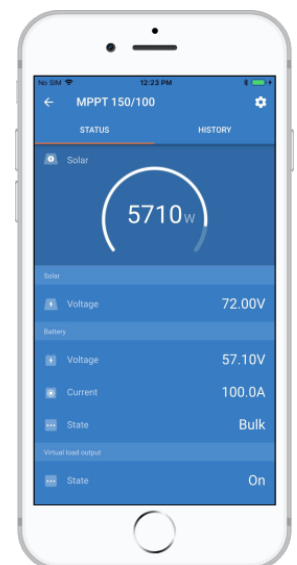 No SIM 12:23 PM
MPPT 150/100
STATUS HISTORY
Solar
5710W
Solar
Voltage 72.00V
Battery
Voltage 57.10V
Current 100.0A
State Bulk
Virtual load output
State On